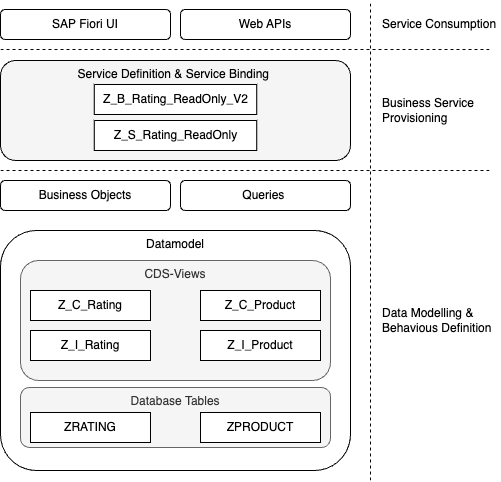 SAP Fiori UI
Web APIs
Service Consumption
Service Definition & Service Binding
Z_B_Rating_ReadOnly_V2
Z_S_Rating_ReadOnly
Business Service
Provisioning
Business Objects
Queries
Datamodel
CDS-Views
Z_C_Rating
Z_C_Product
Z_I_Rating
Z_I_Product
Data Modelling &
Behavious Definition
Database Tables
ZRATING
ZPRODUCT